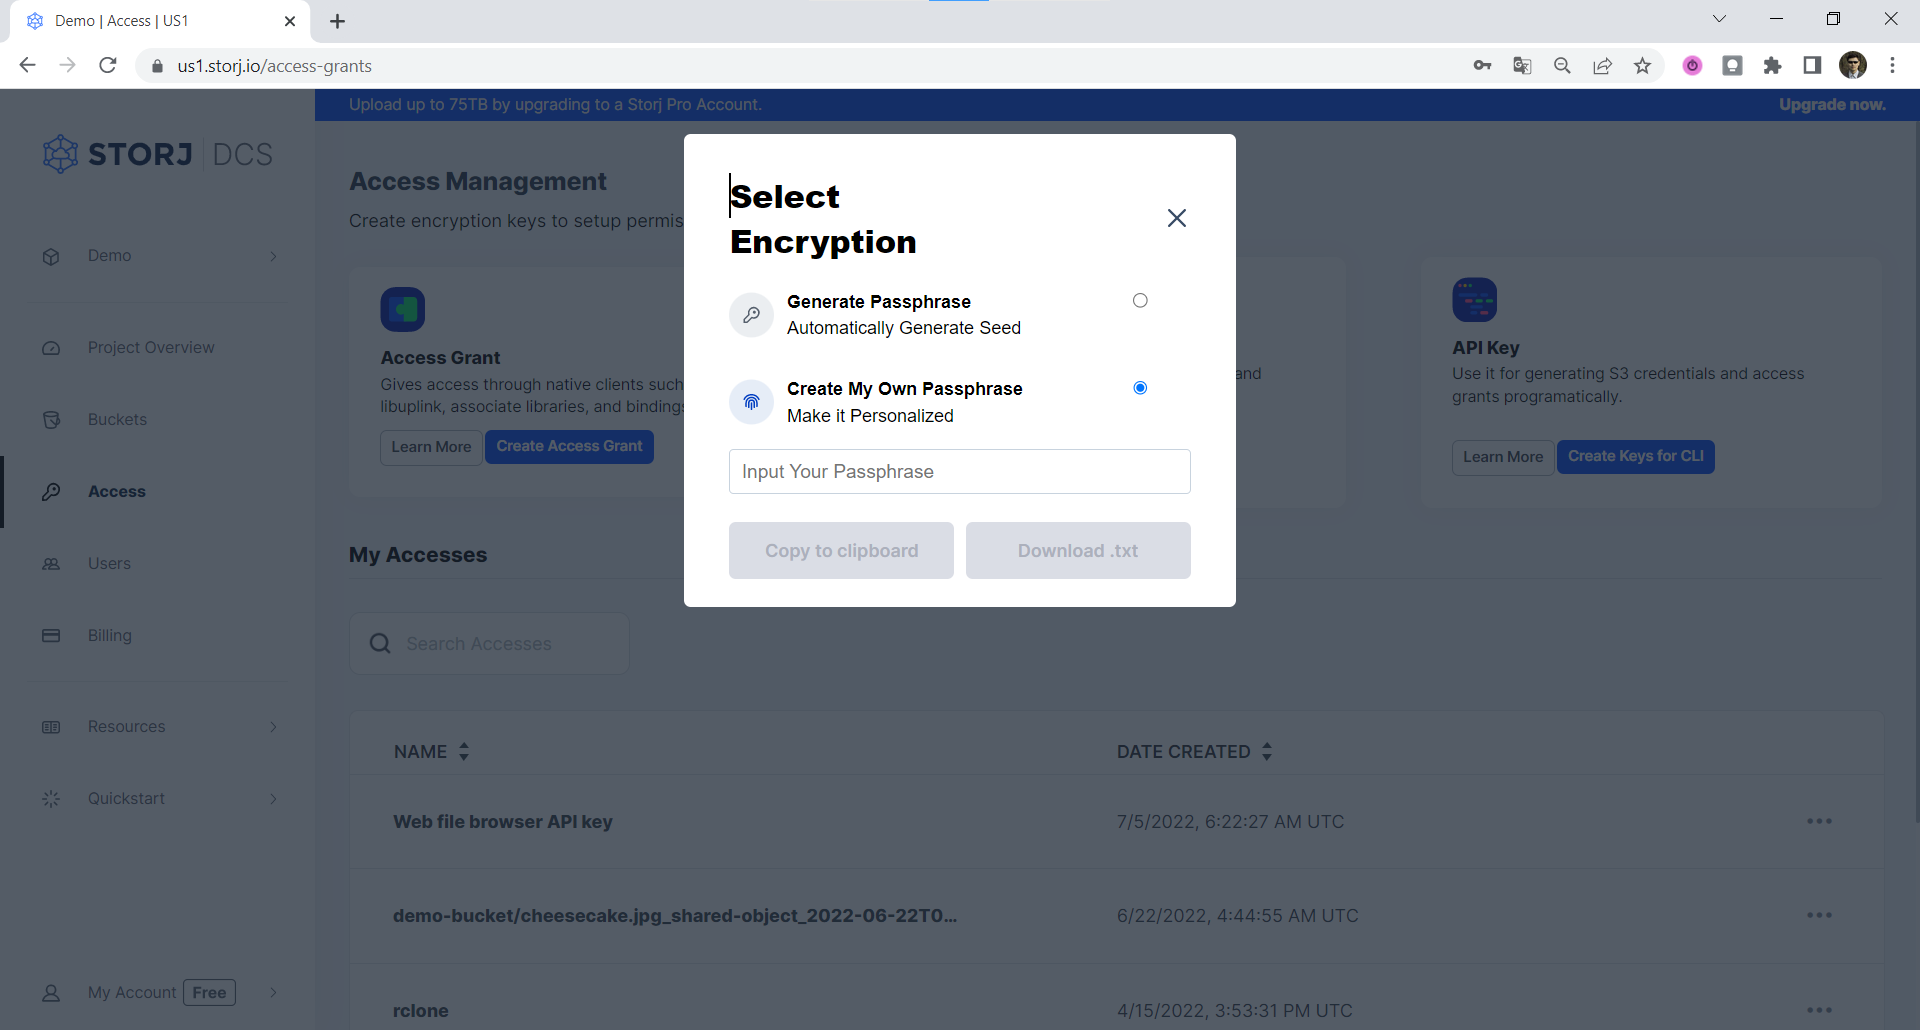 Demo | Access | US1
us1.storj.io/access-grants
Upload up to 75TB by upgrading to a Storj Pro Account.
Upgrade now.
STORJ DCS
Demo
Project Overview
Buckets
Access
Users
Billing
Resources
Quickstart
My Account Free
Access Management
Create encryption keys to setup permis
Access Grant
Gives access through native clients such
libuplink, associate libraries, and bindings
Learn More
Create Access Grant
and
API Key
Use it for generating S3 credentials and access
grants programatically.
Learn More
Create Keys for CLI
Select
Encryption
Generate Passphrase
Automatically Generate Seed
Create My Own Passphrase
Make it Personalized
Input Your Passphrase
Copy to clipboard
Download .txt
My Accesses
Search Accesses
NAME DATE CREATED
Web file browser API key 7/5/2022, 6:22:27 AM UTC
demo-bucket/cheesecake.jpg_shared-object_2022-06-22T0... 6/22/2022, 4:44:55 AM UTC
rclone 4/15/2022, 3:53:31 PM UTC